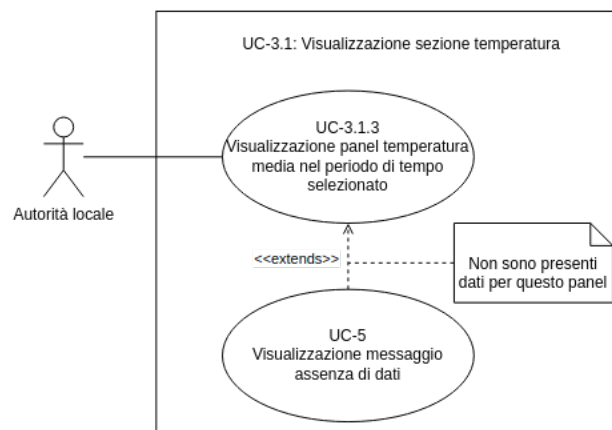 UC-3.1: Visualizzazione sezione temperatura
UC-3.1.3
Visualizzazione panel temperatura
media nel periodo di tempo
selezionato
Autorità locale
<<extends>>
Non sono presenti
dati per questo panel
UC-5
Visualizzazione messaggio
assenza di dati